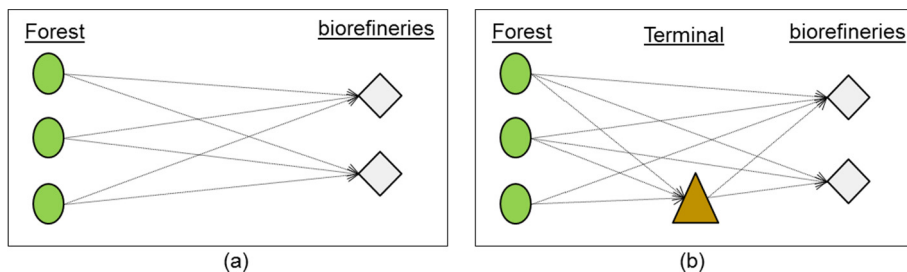 Forest
biorefineries
(a)
Forest
Terminal
biorefineries
(b)